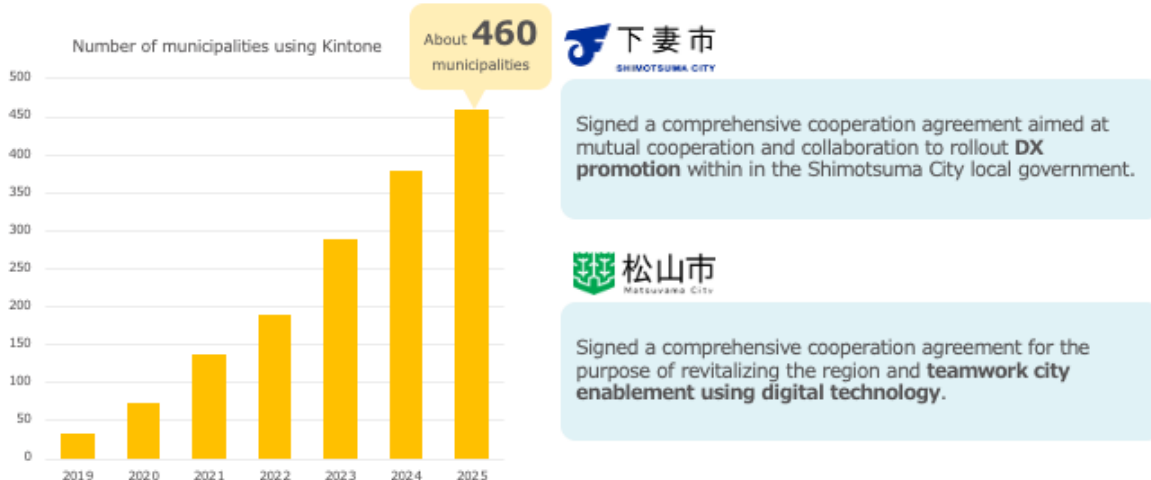 Number of municipalities using Kintone
About 460
municipalities
500
450
400
350
300
250
200
150
100
50
0
2019 2020 2021 2022 2023 2024 2025
下妻市
SHIMOTSUMA CITY
Signed a comprehensive cooperation agreement aimed at
mutual cooperation and collaboration to rollout DX
promotion within in the Shimotsuma City local government.
松山市
Matsuyama City
Signed a comprehensive cooperation agreement for the
purpose of revitalizing the region and teamwork city
enablement using digital technology.